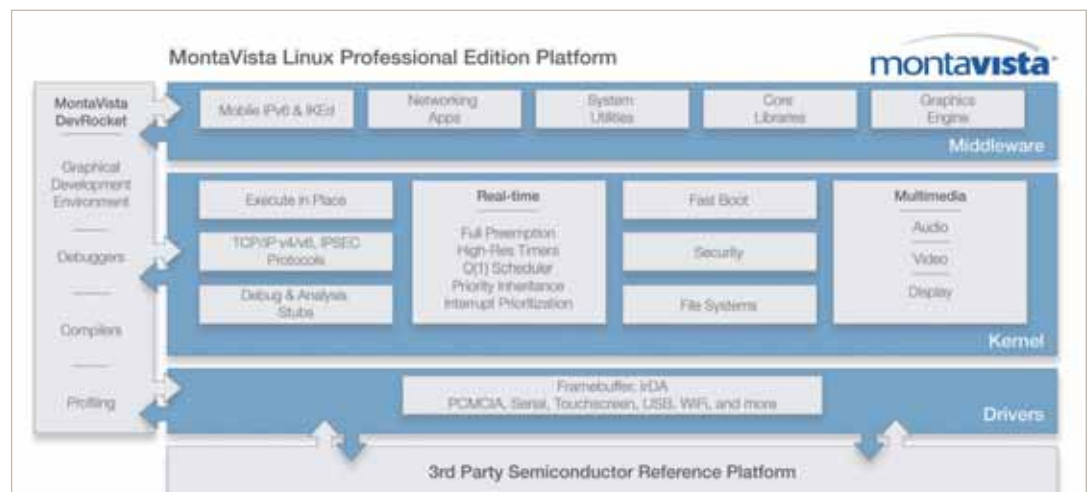 MontaVista Linux Professional Edition Platform
montavista
MontaVista
DevRocket
Graphical
Development
Environment
Debuggers
Compilers
Profiling
Mobile IPv6 & IKEd
Networking
Apps
System
Utilities
Core
Libraries
Graphics
Engine
Middleware
Execute in Place
TCP/IP v4/v6, IPSEC
Protocols
Debug & Analysis
Stubs
Real-time
Full Preemption
High-Res Timers
O(1) Scheduler
Priority Inheritance
Interrupt Prioritization
Fast Boot
Security
File Systems
Multimedia
Audio
Video
Display
Kernel
Framebuffer, IrDA
PCMCIA, Serial, Touchscreen, USB, WiFi, and more
Drivers
3rd Party Semiconductor Reference Platform